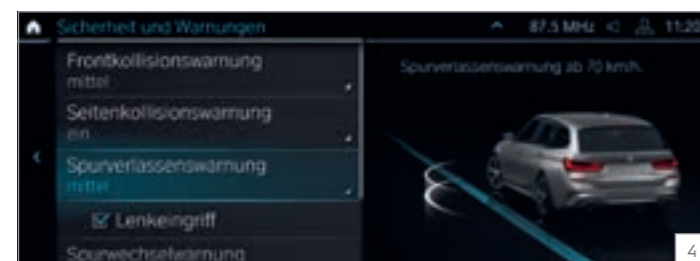 Sicherheit und Warnungen
87.5 MHz
11:20
Frontkollisionswarnung
mittel
Seitenkollisionswarnung
ein
Spurverlassenswarnung
mittel
Lenkeingriff
Spurwechselwarnung
Spurverlassenswarnung ab 70 km/h.
4